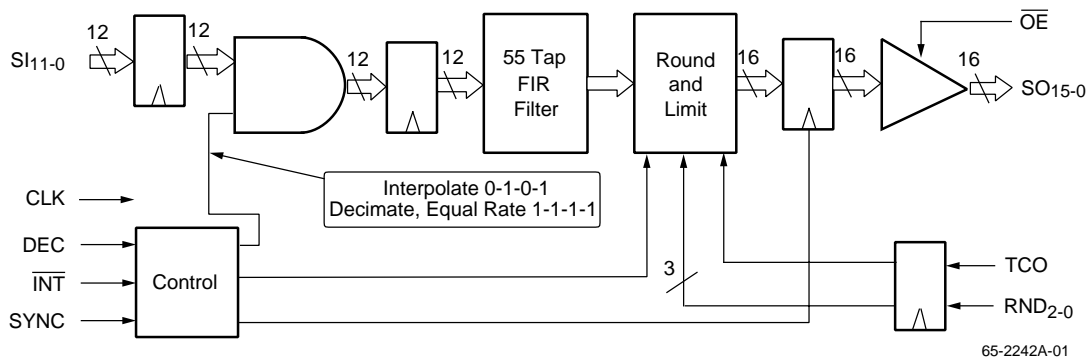 12
12
12
12
16
16
16
OE
SI11-0
55 Tap
FIR
Filter
Round
and
Limit
SO15-0
Interpolate 0-1-0-1
Decimate, Equal Rate 1-1-1-1
CLK
DEC
INT
SYNC
Control
3
TCO
RND2-0
65-2242A-01